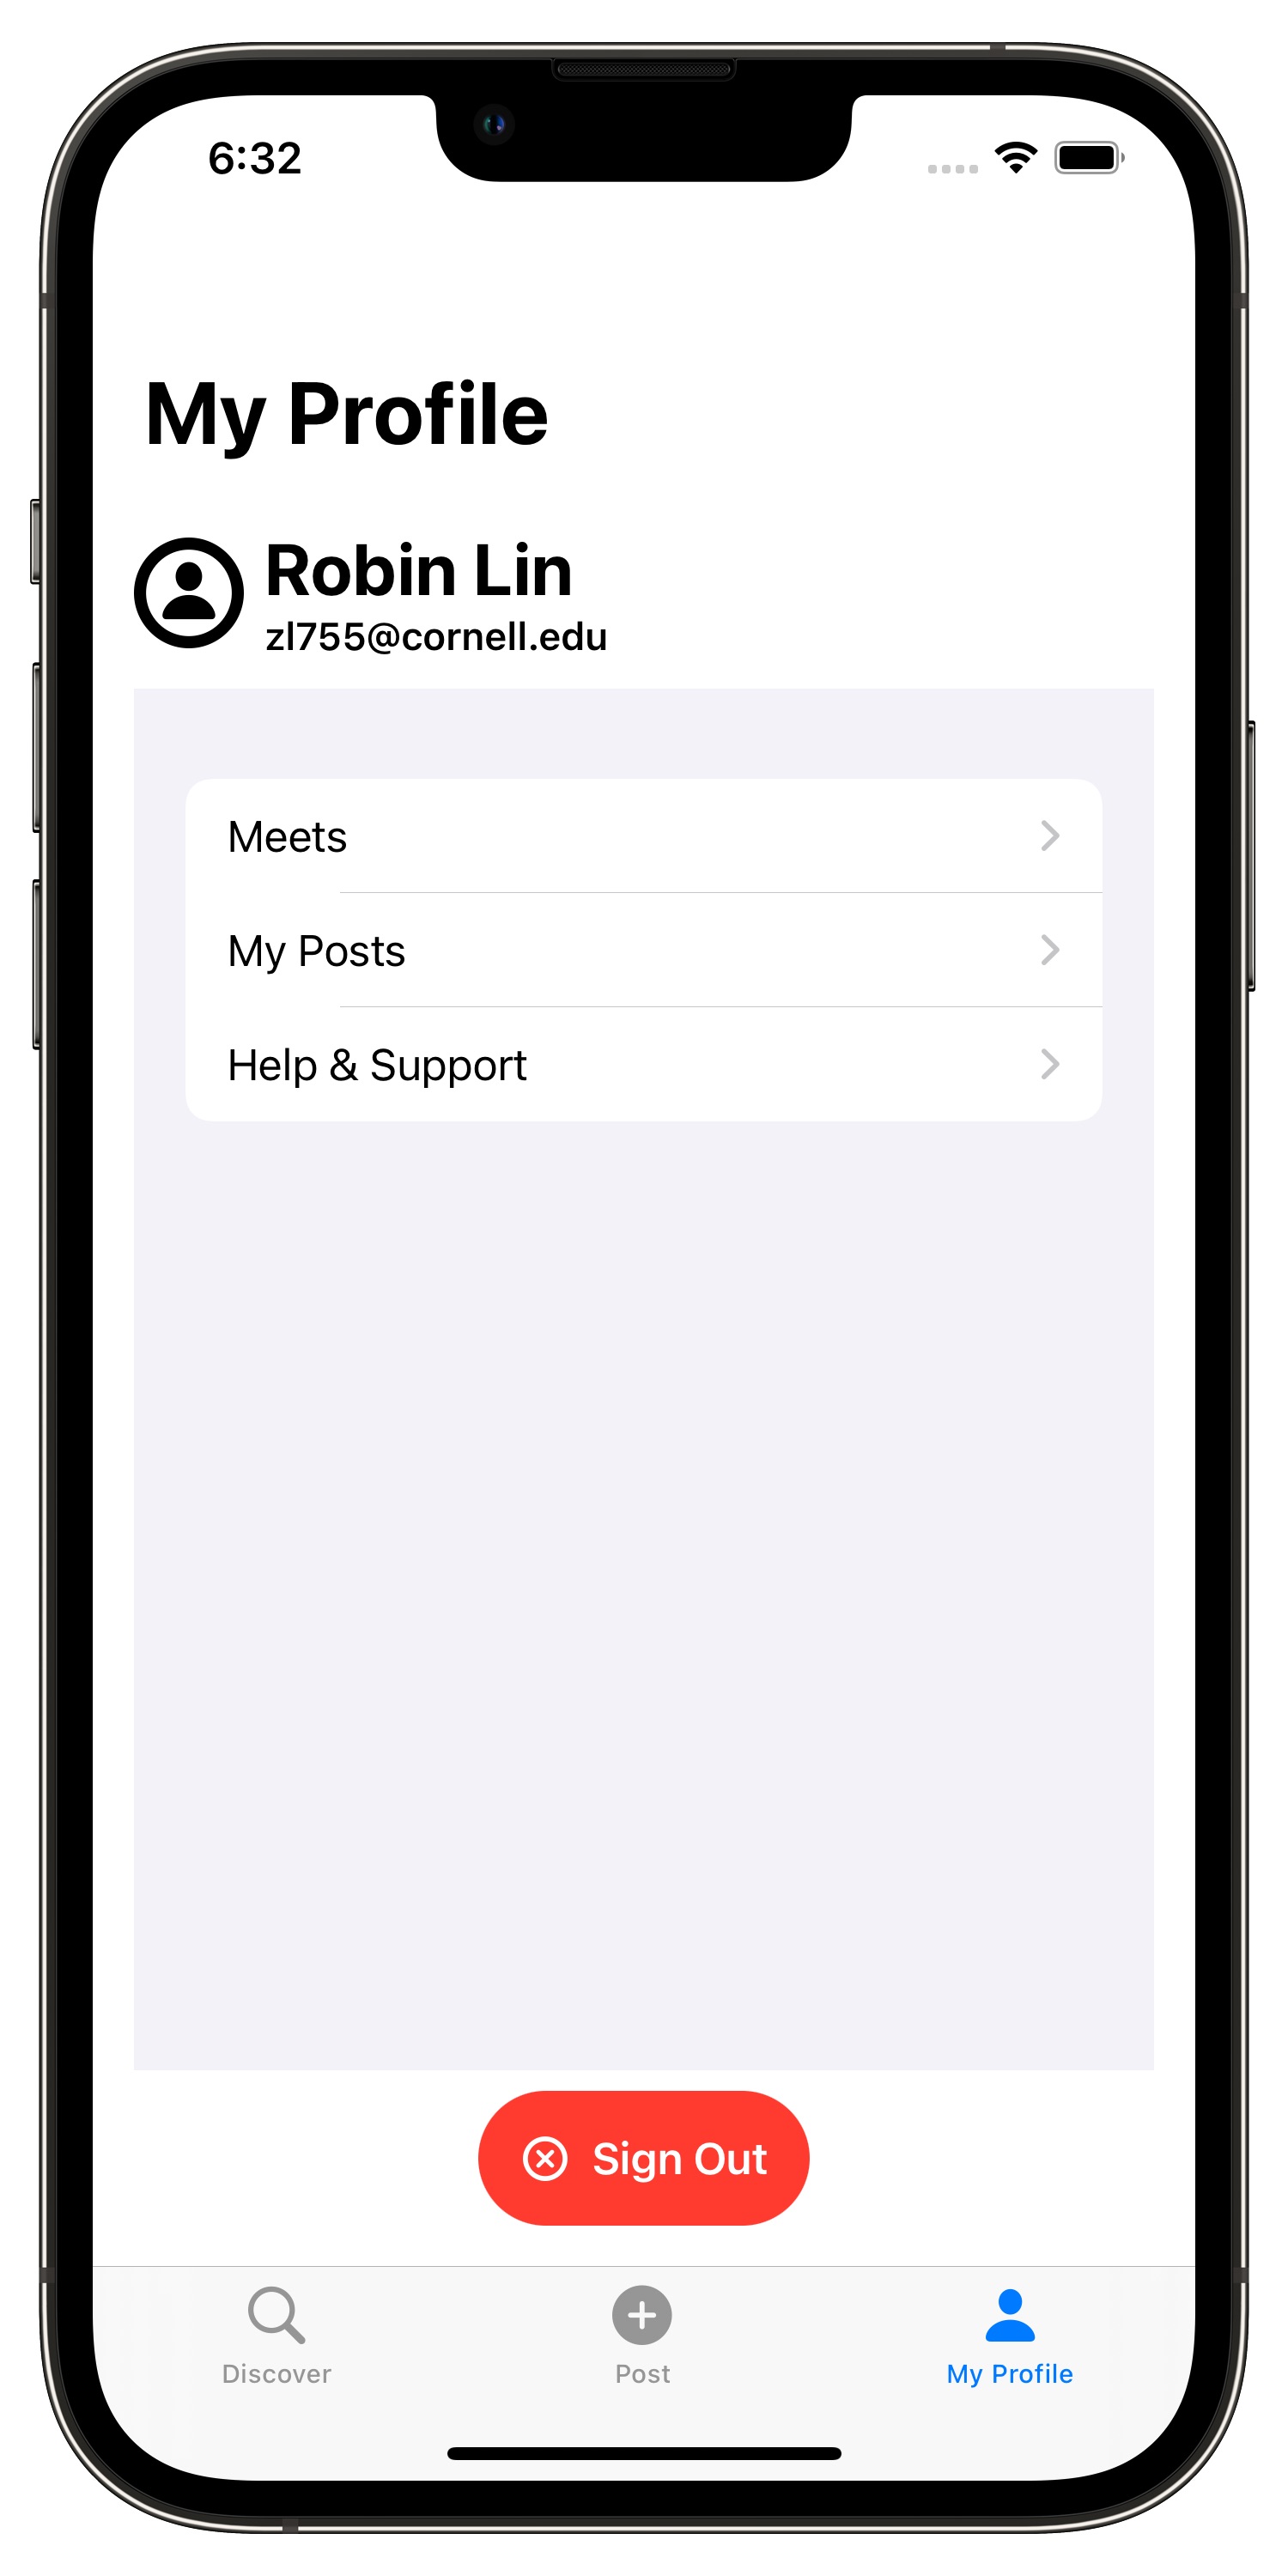 6:32
My Profile
Robin Lin
zl755@cornell.edu
Meets
My Posts
Help & Support
Sign Out
Discover
Post
My Profile